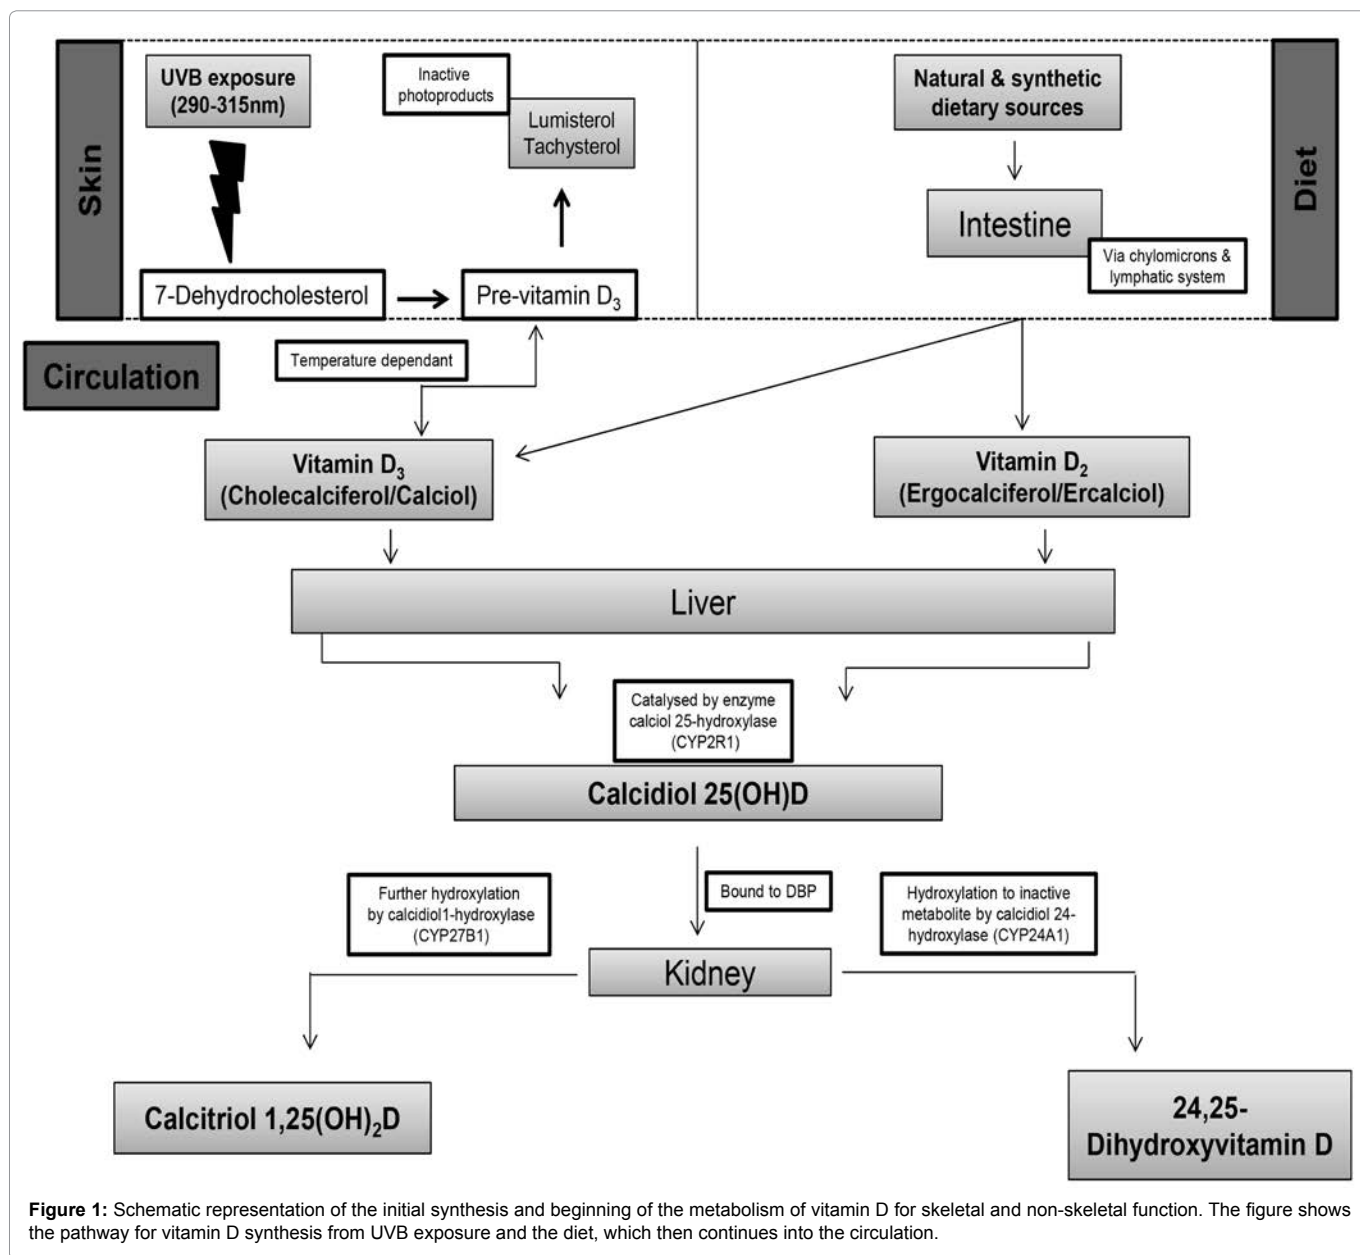 Skin
UVB exposure
(290-315nm)
Inactive
photoproducts
Lumisterol
Tachysterol
7-Dehydrocholesterol
Pre-vitamin D₃
Natural & synthetic
dietary sources
Intestine
Via chylomicrons &
lymphatic system
Diet
Circulation
Temperature dependant
Vitamin D₃
(Cholecalciferol/Calciol)
Vitamin D₂
(Ergocalciferol/Ercalciol)
Liver
Catalysed by enzyme
calciol 25-hydroxylase
(CYP2R1)
Calcidiol 25(OH)D
Further hydroxylation
by calcidiol1-hydroxylase
(CYP27B1)
Bound to DBP
Hydroxylation to inactive
metabolite by calcidiol 24-
hydroxylase (CYP24A1)
Kidney
Calcitriol 1,25(OH)₂D
24,25-
Dihydroxyvitamin D
Figure 1: Schematic representation of the initial synthesis and beginning of the metabolism of vitamin D for skeletal and non-skeletal function. The figure shows
the pathway for vitamin D synthesis from UVB exposure and the diet, which then continues into the circulation.